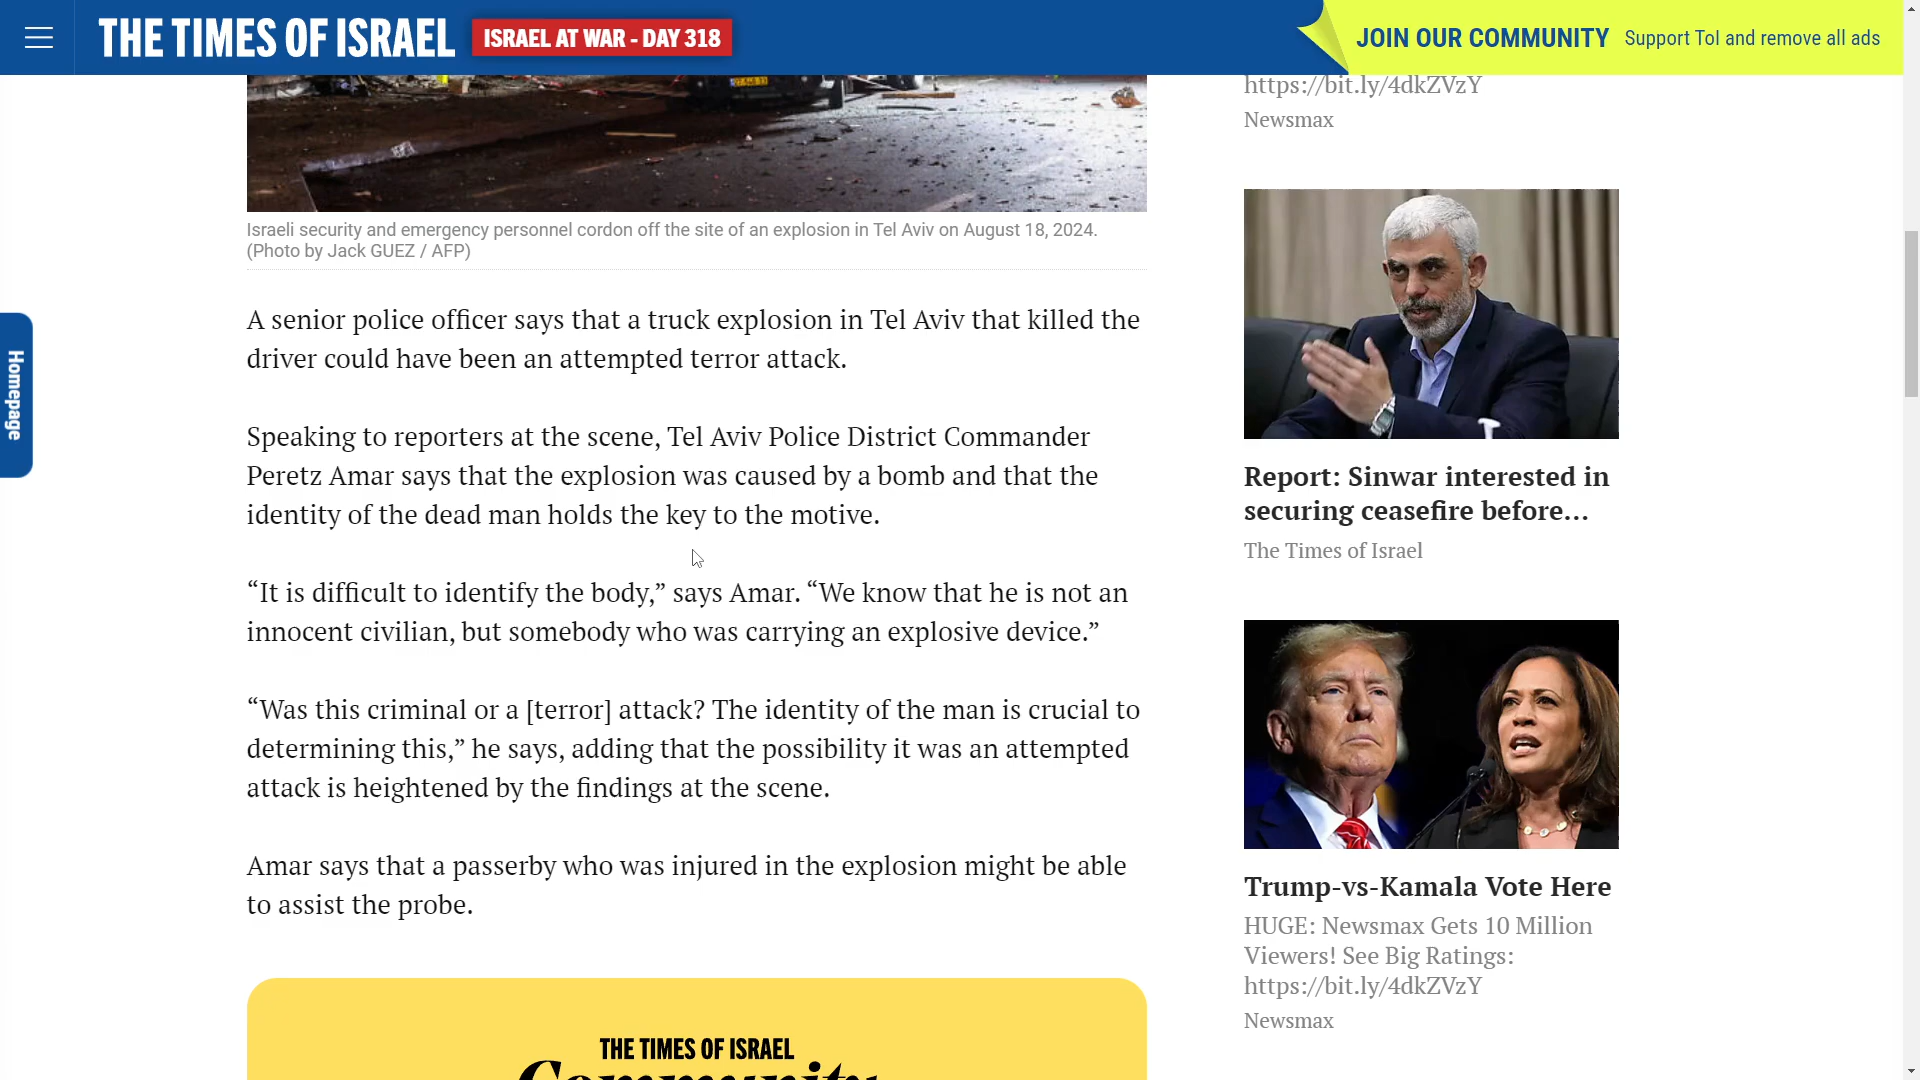 THE TIMES OF ISRAEL
ISRAEL AT WAR - DAY 318
JOIN OUR COMMUNITY
Support ToI and remove all ads
Homepage
Israeli security and emergency personnel cordon off the site of an explosion in Tel Aviv on August 18, 2024.
(Photo by Jack GUEZ / AFP)
A senior police officer says that a truck explosion in Tel Aviv that killed the
driver could have been an attempted terror attack.
Speaking to reporters at the scene, Tel Aviv Police District Commander
Peretz Amar says that the explosion was caused by a bomb and that the
identity of the dead man holds the key to the motive.
“It is difficult to identify the body,” says Amar. “We know that he is not an
innocent civilian, but somebody who was carrying an explosive device.”
“Was this criminal or a [terror] attack? The identity of the man is crucial to
determining this,” he says, adding that the possibility it was an attempted
attack is heightened by the findings at the scene.
Amar says that a passerby who was injured in the explosion might be able
to assist the probe.
THE TIMES OF ISRAEL
Community
https://bit.ly/4dkZVzY
Newsmax
Report: Sinwar interested in
securing ceasefire before...
The Times of Israel
Trump-vs-Kamala Vote Here
HUGE: Newsmax Gets 10 Million
Viewers! See Big Ratings:
https://bit.ly/4dkZVzY
Newsmax